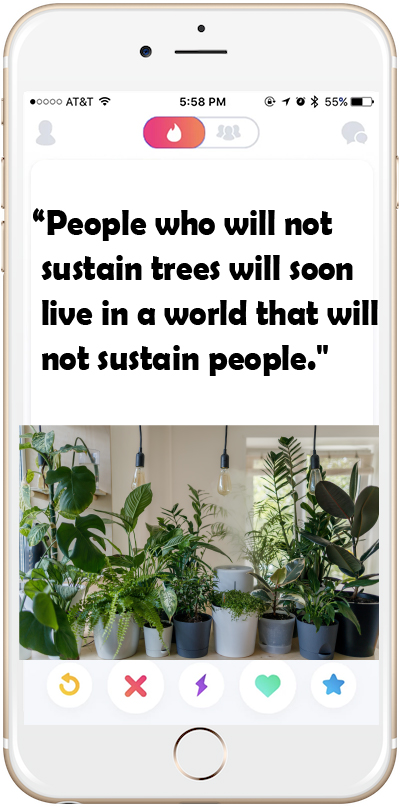 ●○○○○ AT&T 5:58 PM 55%
“People who will not
sustain trees will soon
live in a world that will
not sustain people."